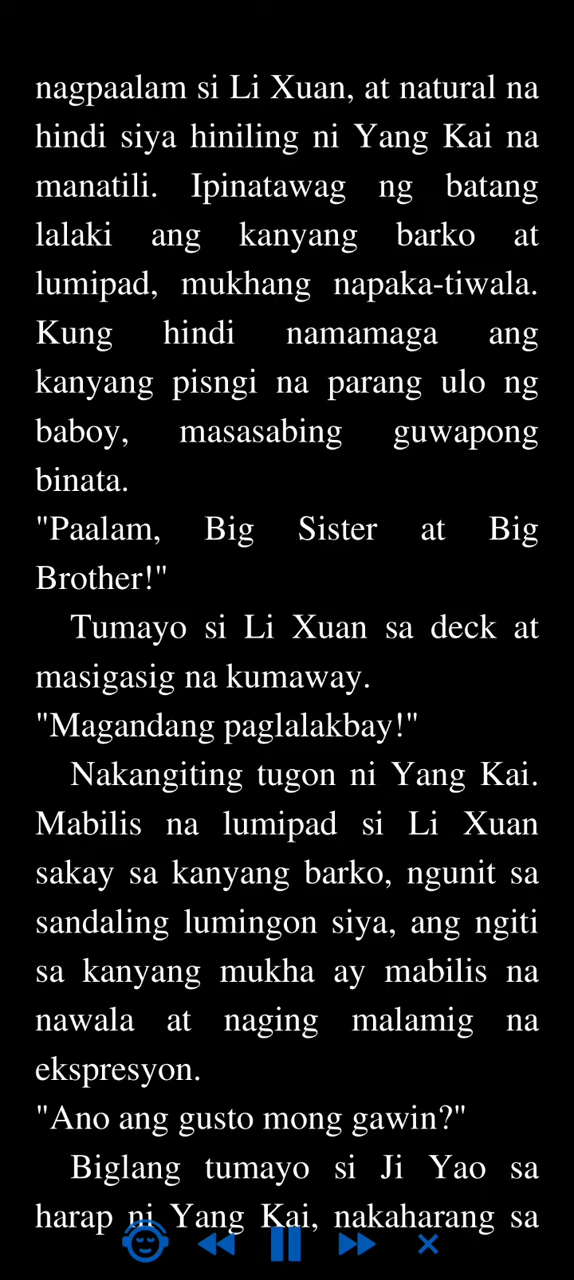 nagpaalam si Li Xuan, at natural na
hindi siya hiniling ni Yang Kai na
manatili. Ipinatawag ng batang
lalaki ang kanyang barko at
lumipad, mukhang napaka-tiwala.
Kung hindi namamaga ang
kanyang pisngi na parang ulo ng
baboy, masasabing guwapong
binata.
"Paalam, Big Sister at Big
Brother!"
Tumayo si Li Xuan sa deck at
masigasig na kumaway.
"Magandang paglalakbay!"
Nakangiting tugon ni Yang Kai.
Mabilis na lumipad si Li Xuan
sakay sa kanyang barko, ngunit sa
sandaling lumingon siya, ang ngiti
sa kanyang mukha ay mabilis na
nawala at naging malamig na
ekspresyon.
"Ano ang gusto mong gawin?"
Biglang tumayo si Ji Yao sa
harap ni Yang Kai, nakaharang sa